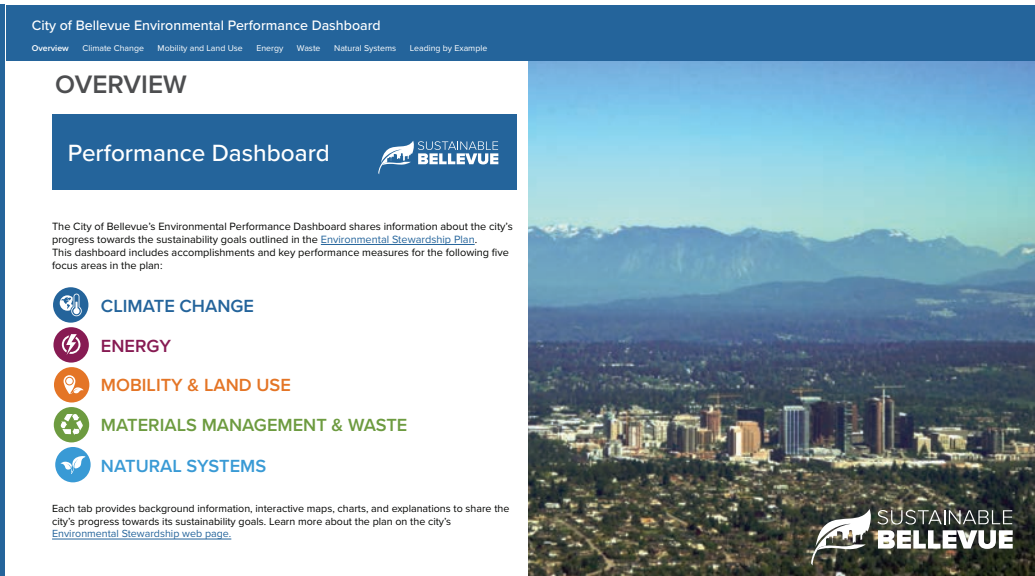 City of Bellevue Environmental Performance Dashboard
Overview Climate Change Mobility and Land Use Energy Waste Natural Systems Leading by Example
OVERVIEW
Performance Dashboard
SUSTAINABLE
BELLEVUE
The City of Bellevue's Environmental Performance Dashboard shares information about the city's
progress towards the sustainability goals outlined in the Environmental Stewardship Plan.
This dashboard includes accomplishments and key performance measures for the following five
focus areas in the plan:
CLIMATE CHANGE
ENERGY
MOBILITY & LAND USE
MATERIALS MANAGEMENT & WASTE
NATURAL SYSTEMS
Each tab provides background information, interactive maps, charts, and explanations to share the
city's progress towards its sustainability goals. Learn more about the plan on the city's
Environmental Stewardship web page.
SUSTAINABLE
BELLEVUE